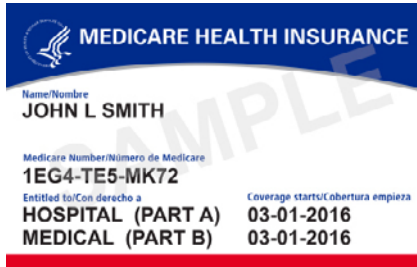 MEDICARE HEALTH INSURANCE
Name/Nombre
JOHN L SMITH
Medicare Number/Número de Medicare
1EG4-TE5-MK72
Entitled to/Con derecho a Coverage starts/Cobertura empieza
HOSPITAL (PART A) 03-01-2016
MEDICAL (PART B) 03-01-2016
SAMPLE